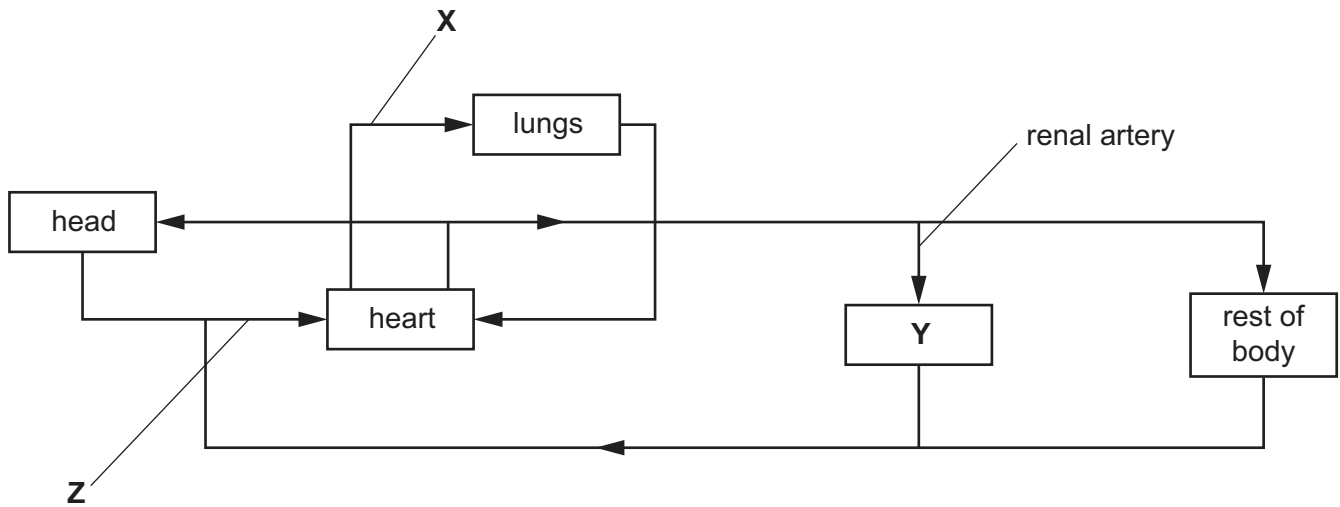 X
lungs
renal artery
head
heart
Y
rest of
body
Z